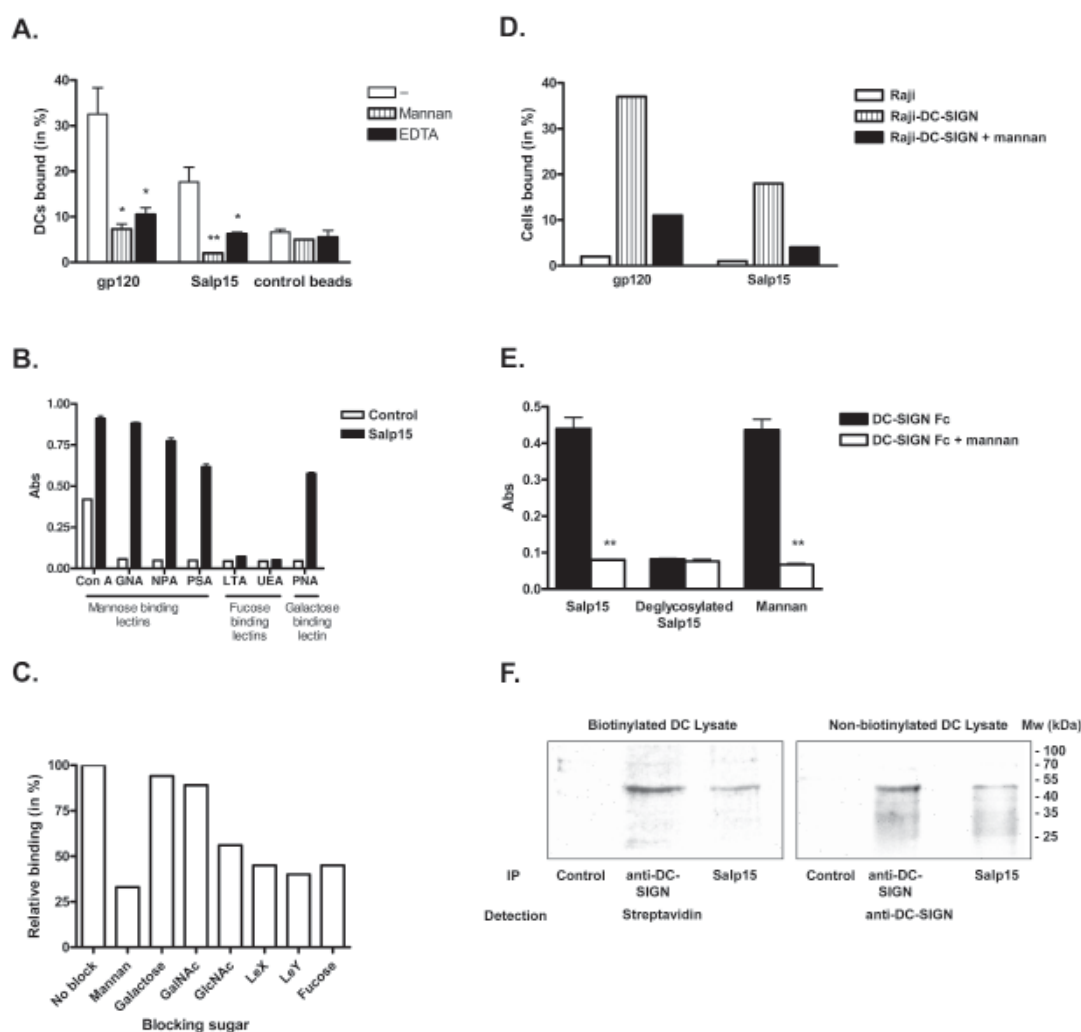 A.
40
30
20
10
0
DCs bound (in %)
–
Mannan
EDTA
*
*
**
*
gp120
Salp15
control beads
B.
1.00
0.75
0.50
0.25
0.00
Abs
Control
Salp15
Con A GNA NPA PSA LTA UEA PNA
Mannose binding
lectins
Fucose
binding
lectins
Galactose
binding
lectin
C.
100
75
50
25
0
Relative binding (in %)
No block
Mannan
Galactose
GalNAc
GlcNAc
LeX
LeY
Fucose
Blocking sugar
D.
40
30
20
10
0
Cells bound (in %)
Raji
Raji-DC-SIGN
Raji-DC-SIGN + mannan
gp120
Salp15
E.
0.5
0.4
0.3
0.2
0.1
0.0
Abs
DC-SIGN Fc
DC-SIGN Fc + mannan
**
**
Salp15
Deglycosylated
Salp15
Mannan
F.
Biotinylated DC Lysate
Non-biotinylated DC Lysate
Mw (kDa)
- 100
- 70
- 55
- 40
- 35
- 25
IP
Control
anti-DC-
SIGN
Salp15
Control
anti-DC-
SIGN
Salp15
Detection
Streptavidin
anti-DC-SIGN